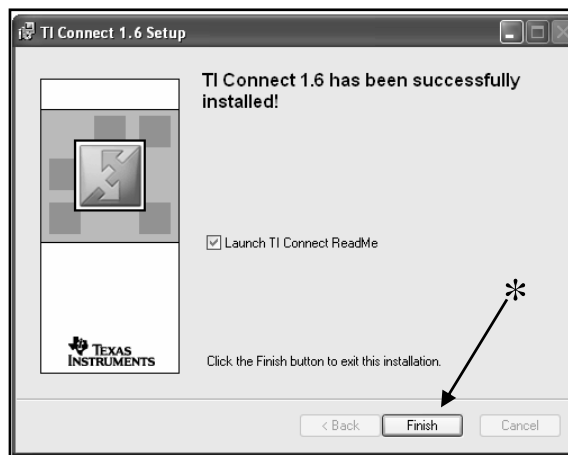 TI Connect 1.6 Setup
TI Connect 1.6 has been successfully
installed!
Launch TI Connect ReadMe
*
TEXAS
INSTRUMENTS
Click the Finish button to exit this installation.
< Back Finish Cancel